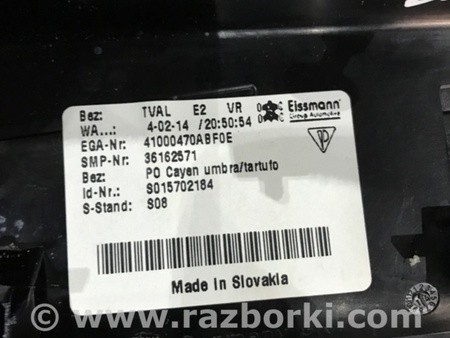 Bez: TVAL E2 VR Eissmann
WA...: 4-02-14 /20:50:54 Group Automotive
EGA-Nr: 41000470ABF0E
SMP-Nr: 36162571
Bez: PO Cayen umbra/tartufo
Id-Nr.: S015702184
S-Stand: S08
Made in Slovakia
www.razborki.com